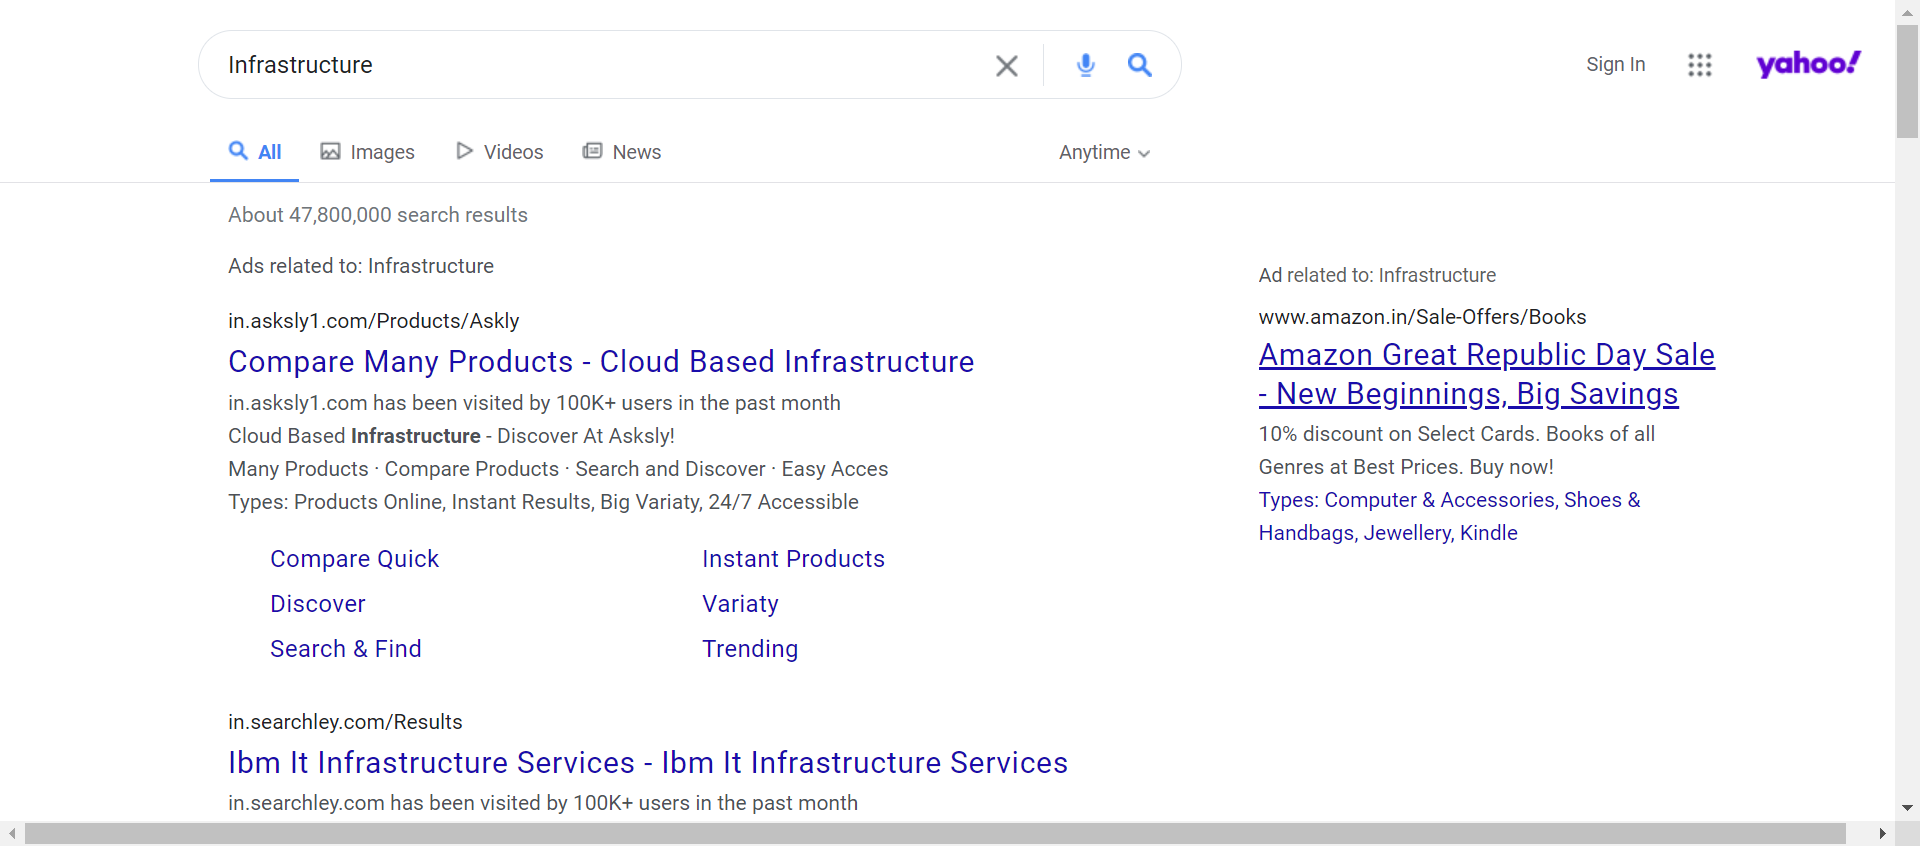 Infrastructure
Sign In
yahoo!
All
Images
Videos
News
Anytime
About 47,800,000 search results
Ads related to: Infrastructure
in.asksly1.com/Products/Askly
Compare Many Products - Cloud Based Infrastructure
in.asksly1.com has been visited by 100K+ users in the past month
Cloud Based Infrastructure - Discover At Asksly!
Many Products · Compare Products · Search and Discover · Easy Acces
Types: Products Online, Instant Results, Big Variaty, 24/7 Accessible
Compare Quick
Instant Products
Discover
Variaty
Search & Find
Trending
in.searchley.com/Results
Ibm It Infrastructure Services - Ibm It Infrastructure Services
in.searchley.com has been visited by 100K+ users in the past month
Ad related to: Infrastructure
www.amazon.in/Sale-Offers/Books
Amazon Great Republic Day Sale
- New Beginnings, Big Savings
10% discount on Select Cards. Books of all
Genres at Best Prices. Buy now!
Types: Computer & Accessories, Shoes &
Handbags, Jewellery, Kindle